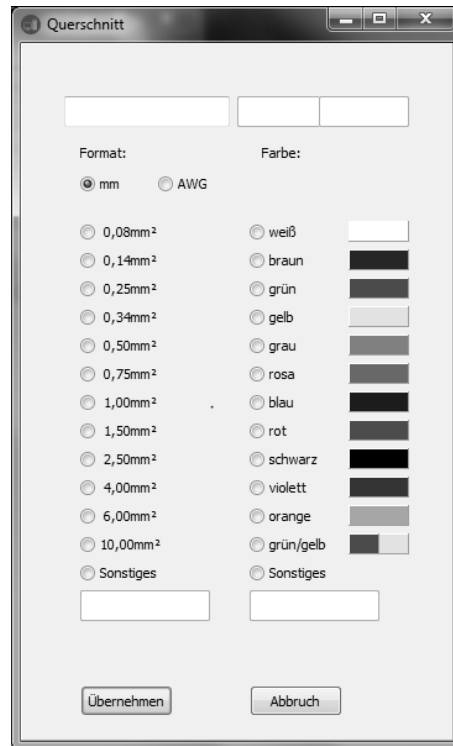 Querschnitt
Format: Farbe:
mm AWG
0,08mm² weiß
0,14mm² braun
0,25mm² grün
0,34mm² gelb
0,50mm² grau
0,75mm² rosa
1,00mm² blau
1,50mm² rot
2,50mm² schwarz
4,00mm² violett
6,00mm² orange
10,00mm² grün/gelb
Sonstiges Sonstiges
Übernehmen Abbruch